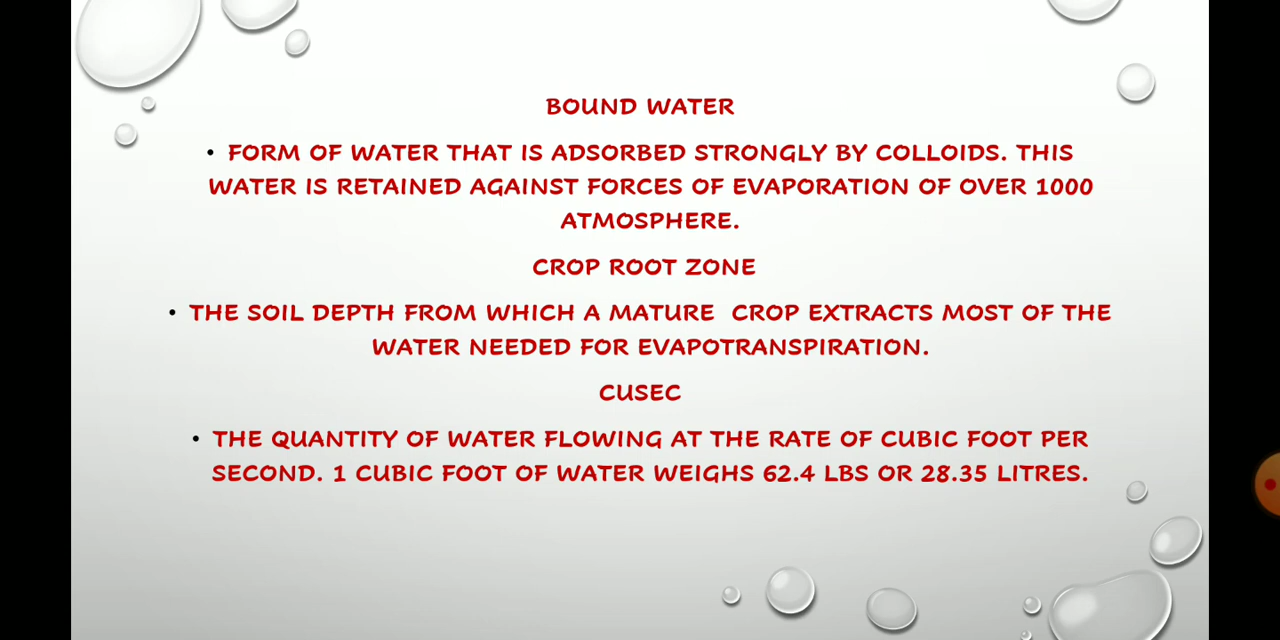 BOUND WATER
• FORM OF WATER THAT IS ADSORBED STRONGLY BY COLLOIDS. THIS
WATER IS RETAINED AGAINST FORCES OF EVAPORATION OF OVER 1000
ATMOSPHERE.
CROP ROOT ZONE
• THE SOIL DEPTH FROM WHICH A MATURE CROP EXTRACTS MOST OF THE
WATER NEEDED FOR EVAPOTRANSPIRATION.
CUSEC
• THE QUANTITY OF WATER FLOWING AT THE RATE OF CUBIC FOOT PER
SECOND. 1 CUBIC FOOT OF WATER WEIGHS 62.4 LBS OR 28.35 LITRES.